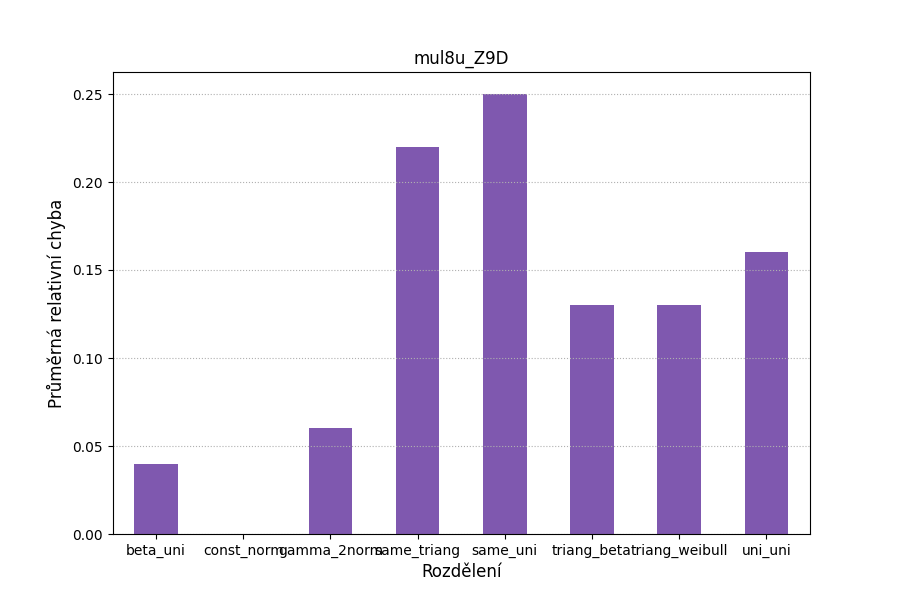 mul8u_Z9D
Průměrná relativní chyba
0.25
0.20
0.15
0.10
0.05
0.00
beta_uni const_norm gamma_2norm same_triang same_uni triang_beta triang_weibull uni_uni
Rozdělení